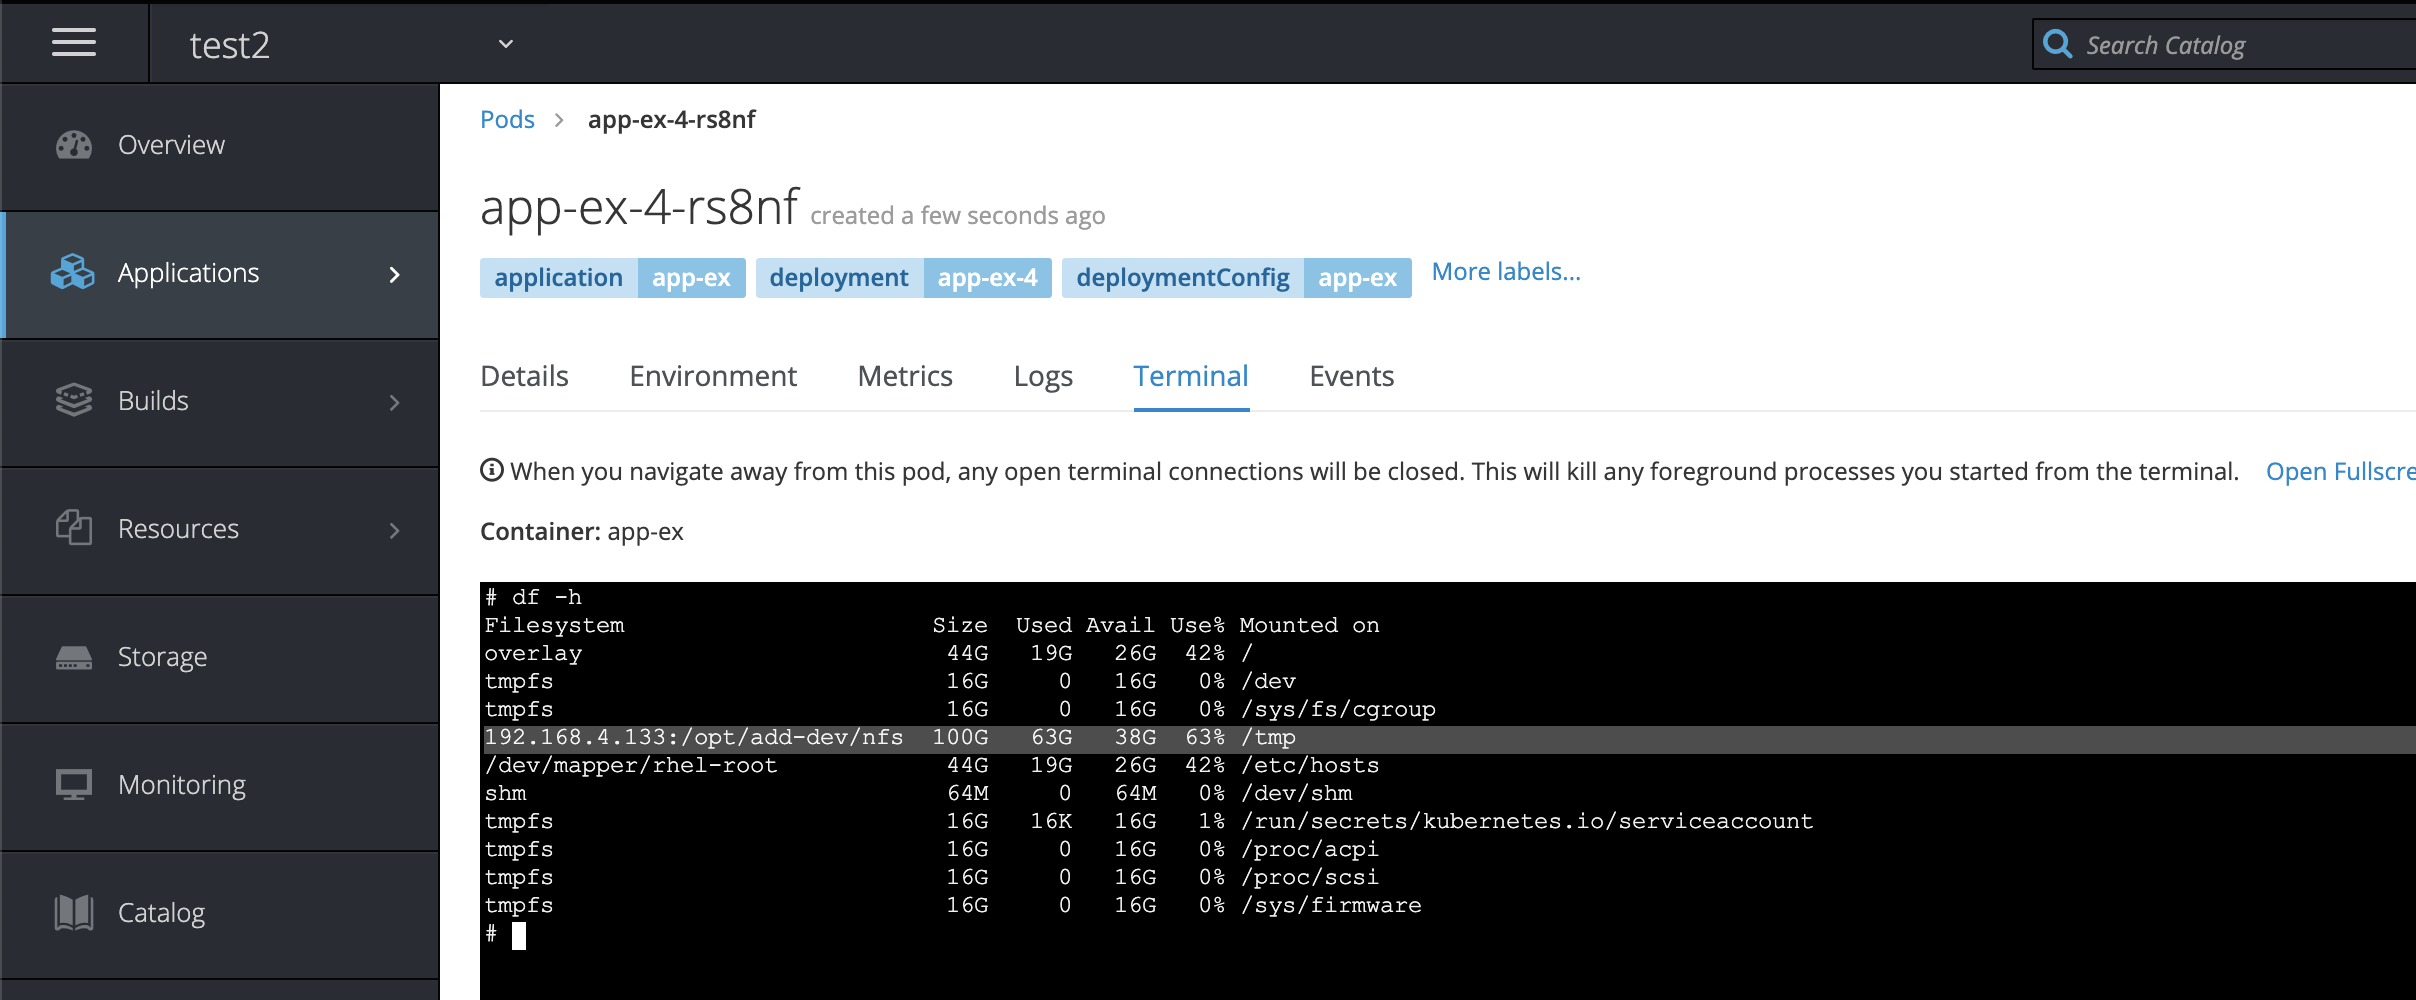 test2
Search Catalog
Overview
Applications
Builds
Resources
Storage
Monitoring
Catalog
Pods > app-ex-4-rs8nf
app-ex-4-rs8nf created a few seconds ago
application app-ex deployment app-ex-4 deploymentConfig app-ex More labels...
Details Environment Metrics Logs Terminal Events
When you navigate away from this pod, any open terminal connections will be closed. This will kill any foreground processes you started from the terminal. Open Fullscre
Container: app-ex
# df -h
Filesystem Size Used Avail Use% Mounted on
overlay 44G 19G 26G 42% /
tmpfs 16G 0 16G 0% /dev
tmpfs 16G 0 16G 0% /sys/fs/cgroup
192.168.4.133:/opt/add-dev/nfs 100G 63G 38G 63% /tmp
/dev/mapper/rhel-root 44G 19G 26G 42% /etc/hosts
shm 64M 0 64M 0% /dev/shm
tmpfs 16G 16K 16G 1% /run/secrets/kubernetes.io/serviceaccount
tmpfs 16G 0 16G 0% /proc/acpi
tmpfs 16G 0 16G 0% /proc/scsi
tmpfs 16G 0 16G 0% /sys/firmware
#